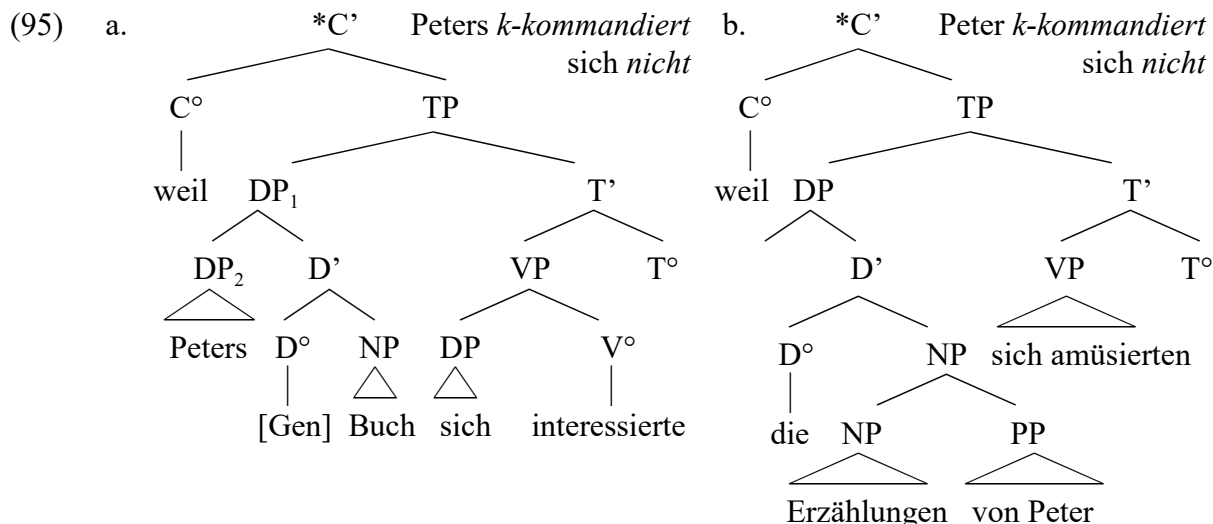 (95) a. *C’ Peters k-kommandiert b. *C’ Peter k-kommandiert
sich nicht sich nicht
C° TP C° TP
weil DP₁ T’ weil DP T’
DP₂ D’ VP T° D’ VP T°
Peters D° NP DP V° D° NP sich amüsierten
[Gen] Buch sich interessierte die NP PP
Erzählungen von Peter